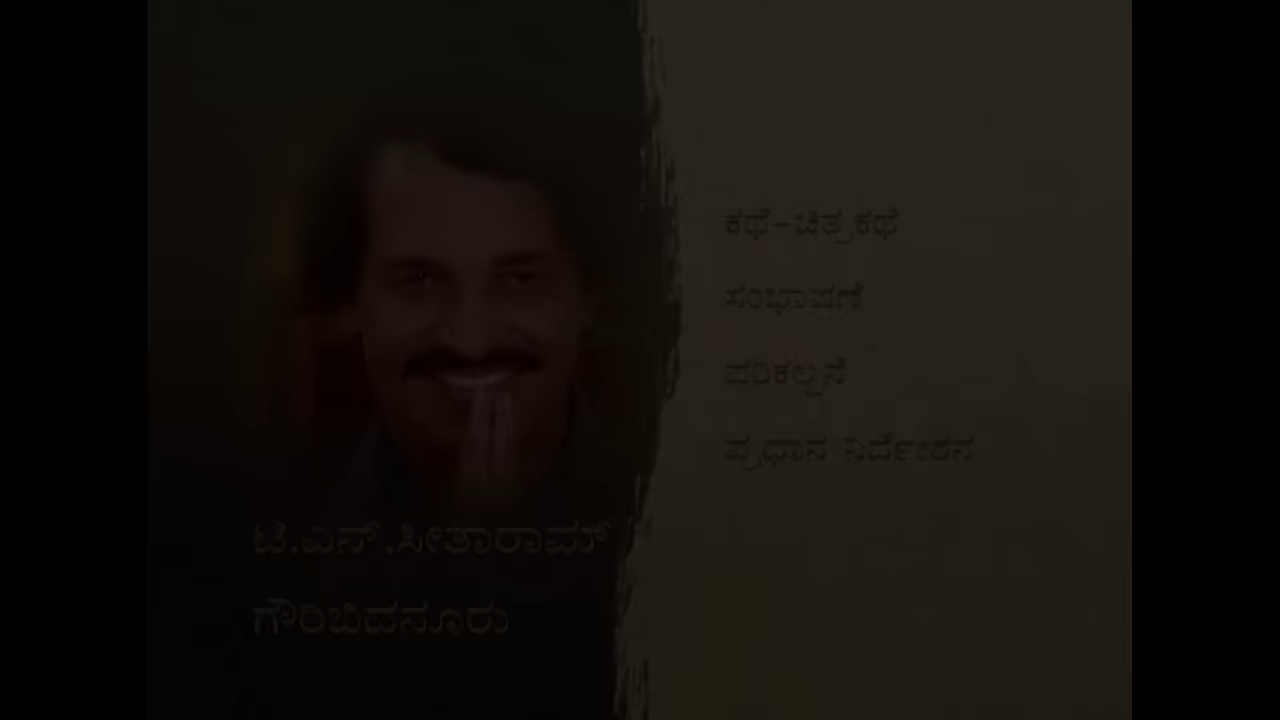 ಕಥೆ-ಚಿತ್ರಕಥೆ
ಸಂಭಾಷಣೆ
ಪರಿಕಲ್ಪನೆ
ಪ್ರಧಾನ ನಿರ್ದೇಶನ
ಟಿ.ಎನ್.ಸೀತಾರಾಮ್
ಗೌರಿಬಿದನೂರು